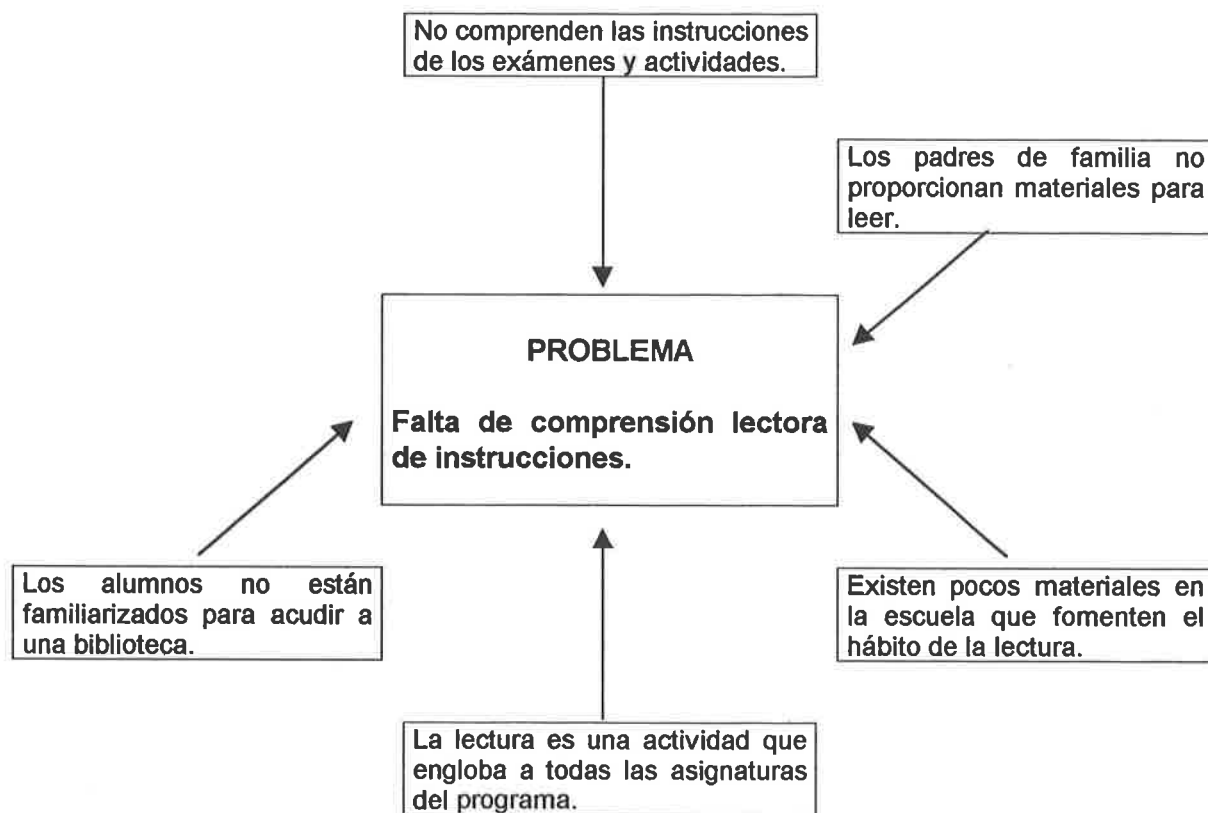 No comprenden las instrucciones
de los exámenes y actividades.
Los padres de familia no
proporcionan materiales para
leer.
PROBLEMA
Falta de comprensión lectora
de instrucciones.
Los alumnos no están
familiarizados para acudir a
una biblioteca.
Existen pocos materiales en
la escuela que fomenten el
hábito de la lectura.
La lectura es una actividad que
engloba a todas las asignaturas
del programa.